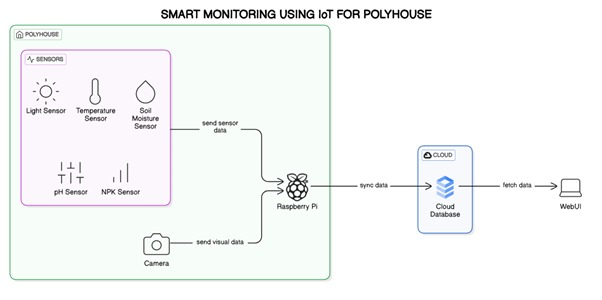 SMART MONITORING USING IoT FOR POLYHOUSE
POLYHOUSE
SENSORS
Light Sensor
Temperature
Sensor
Soil
Moisture
Sensor
pH Sensor
NPK Sensor
send sensor
data
Raspberry Pi
sync data
CLOUD
Cloud
Database
fetch data
WebUI
send visual data
Camera